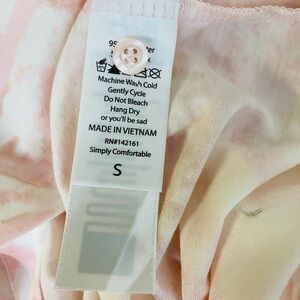 Machine Wash Cold
Gently Cycle
Do Not Bleach
Hang Dry
or you'll be sad
MADE IN VIETNAM
RN#142161
Simply Comfortable
S